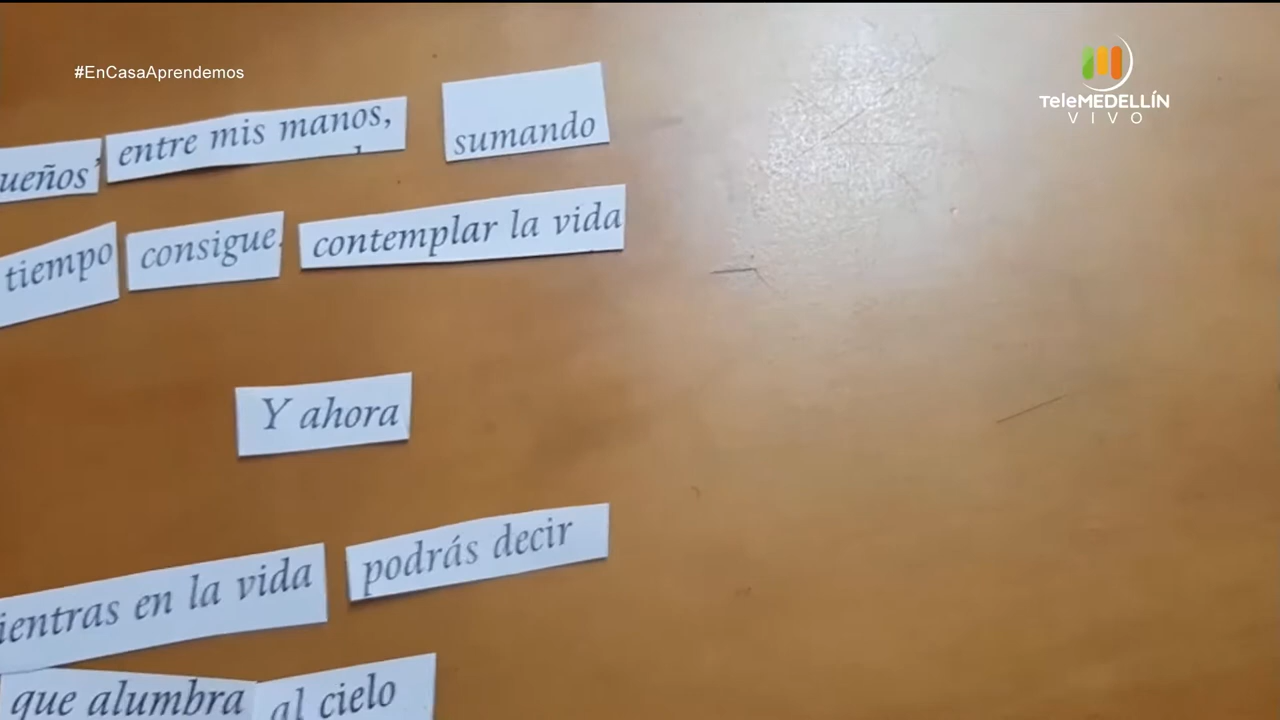 #EnCasaAprendemos
TeleMEDELLÍN
VIVO
entre mis manos, sumando
tiempo consigue contemplar la vida
Y ahora
en la vida podrás decir
que alumbra al cielo